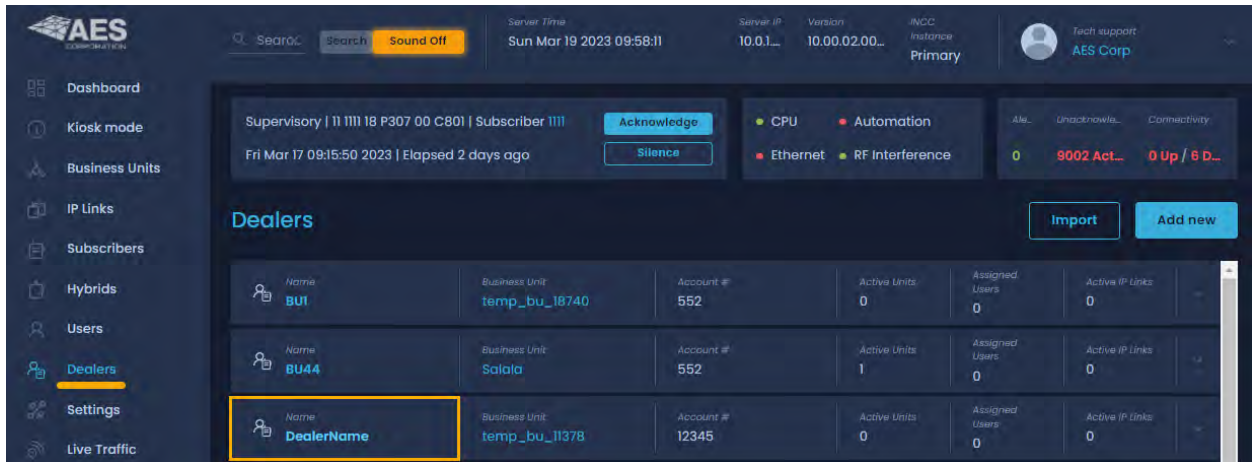 AES
CORPORATION
Searc.. Search Sound Off
Server Time
Sun Mar 19 2023 09:58:11
Server IP
10.0.1....
Version
10.00.02.00...
INCC
Instance
Primary
Tech support
AES Corp
Dashboard
Kiosk mode
Business Units
IP Links
Subscribers
Hybrids
Users
Dealers
Settings
Live Traffic
Supervisory | 11 1111 18 P307 00 C801 | Subscriber 1111
Acknowledge
Fri Mar 17 09:15:50 2023 | Elapsed 2 days ago
Silence
CPU Automation
Ethernet RF Interference
Ale... Unacknowle... Connectivity
0 9002 Act... 0 Up / 6 D...
Dealers
Import Add new
Name Business Unit Account # Active Units Assigned Users Active IP Links
BU1 temp_bu_18740 552 0 0 0
Name Business Unit Account # Active Units Assigned Users Active IP Links
BU44 Salala 552 1 0 0
Name Business Unit Account # Active Units Assigned Users Active IP Links
DealerName temp_bu_11378 12345 0 0 0